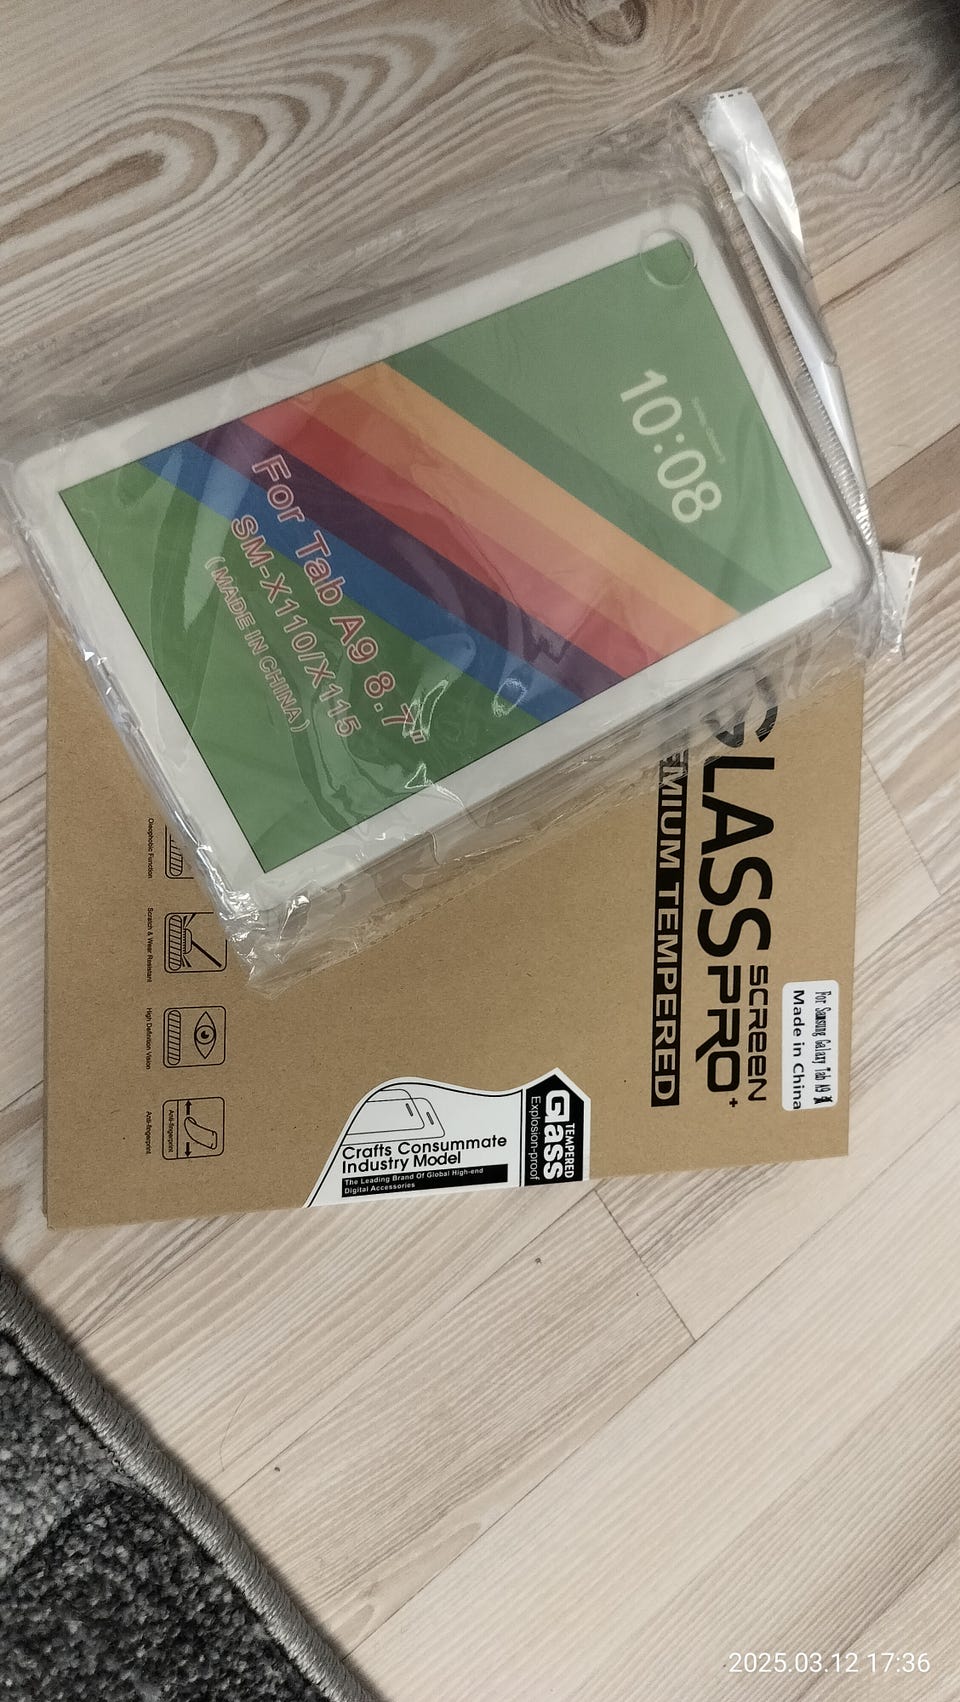 10:08
For Tab A9 8.7"
SM-X110/X115
(MADE IN CHINA)
For Samsung Galaxy Tab A9
Made in China
SCREEN
GLASS PRO+
EMIUM TEMPERED
TEMPERED
Glass
Explosion-proof
Crafts Consummate
Industry Model
The Leading Brand Of Global High-end
Digital Accessories
Oleophobic Function
Scratch & Wear Resistant
High Definition Vision
Anti-fingerprint
Anti-fingerprint
2025.03.12 17:36